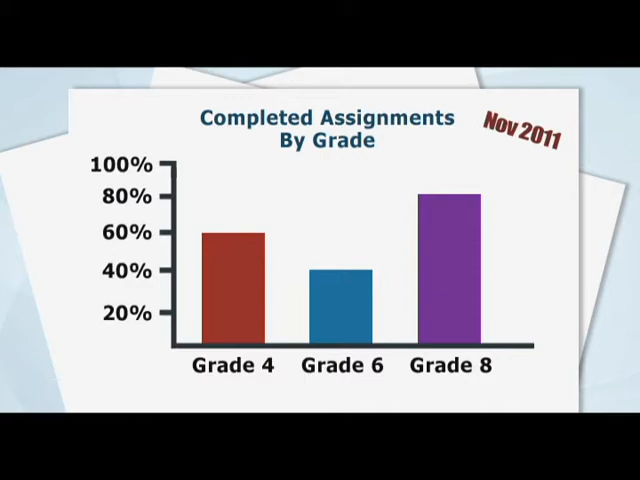 Completed Assignments
By Grade
Nov 2011
100%
80%
60%
40%
20%
Grade 4 Grade 6 Grade 8